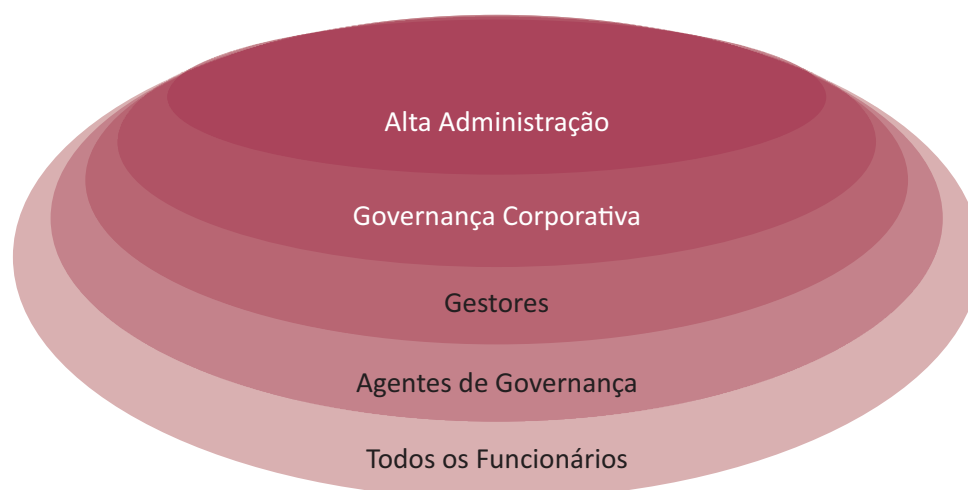 Alta Administração
Governança Corporativa
Gestores
Agentes de Governança
Todos os Funcionários